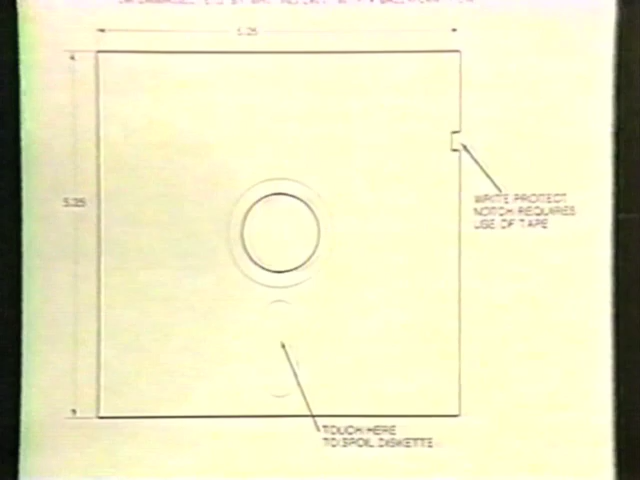 5.25
5.25
WRITE PROTECT
NOTCH REQUIRES
USE OF TAPE
TOUCH HERE
TO SPOIL DISKETTE